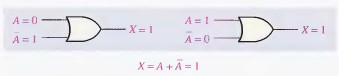 A = 0
Ā = 1
X = 1
A = 1
Ā = 0
X = 1
X = A + Ā = 1